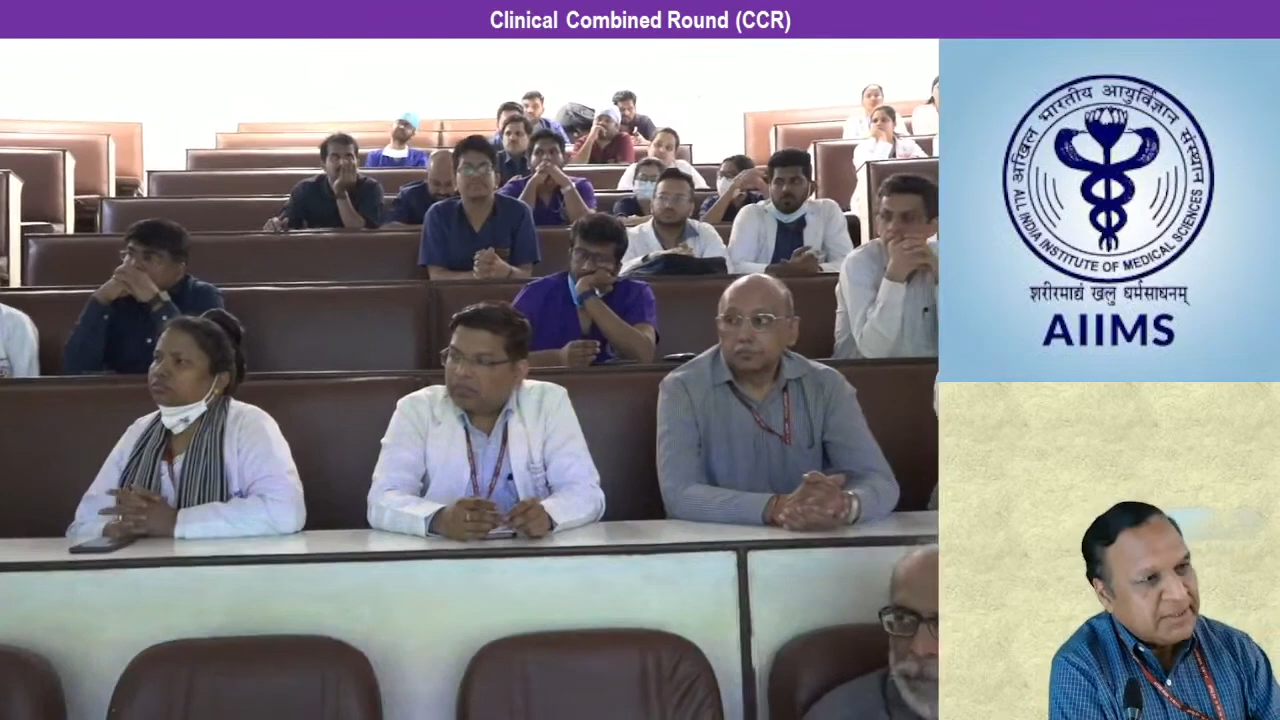 Clinical Combined Round (CCR)
अखिल भारतीय आयुर्विज्ञान संस्थान
ALL INDIA INSTITUTE OF MEDICAL SCIENCES
शरीरमाद्यं खलु धर्मसाधनम्
AIIMS